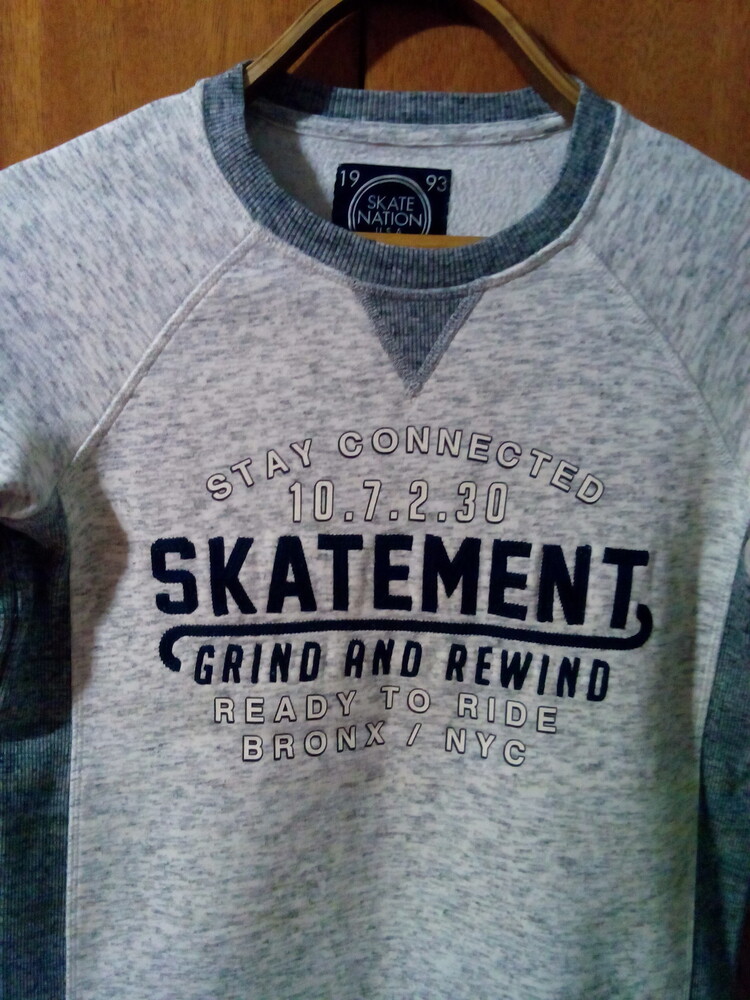 19 93
SKATE
NATION
USA
STAY CONNECTED
10.7.2.30
SKATEMENT
GRIND AND REWIND
READY TO RIDE
BRONX / NYC